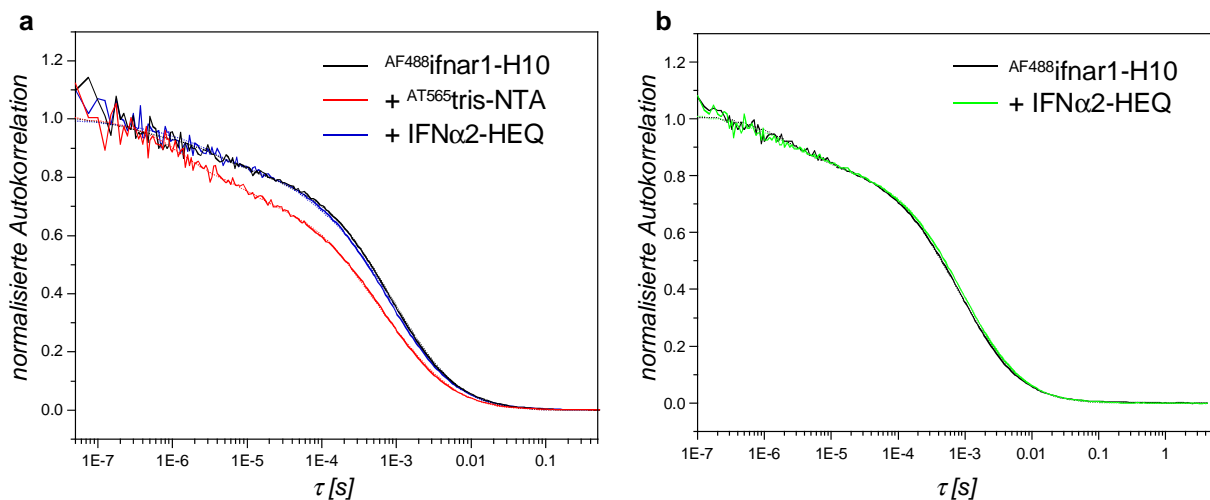 a
1.2
1.0
0.8
0.6
0.4
0.2
0.0
normalisierte Autokorrelation
AF488ifnar1-H10
+ AT565tris-NTA
+ IFNα2-HEQ
1E-7 1E-6 1E-5 1E-4 1E-3 0.01 0.1
τ [s]
b
1.2
1.0
0.8
0.6
0.4
0.2
0.0
normalisierte Autokorrelation
AF488ifnar1-H10
+ IFNα2-HEQ
1E-7 1E-6 1E-5 1E-4 1E-3 0.01 0.1 1
τ [s]